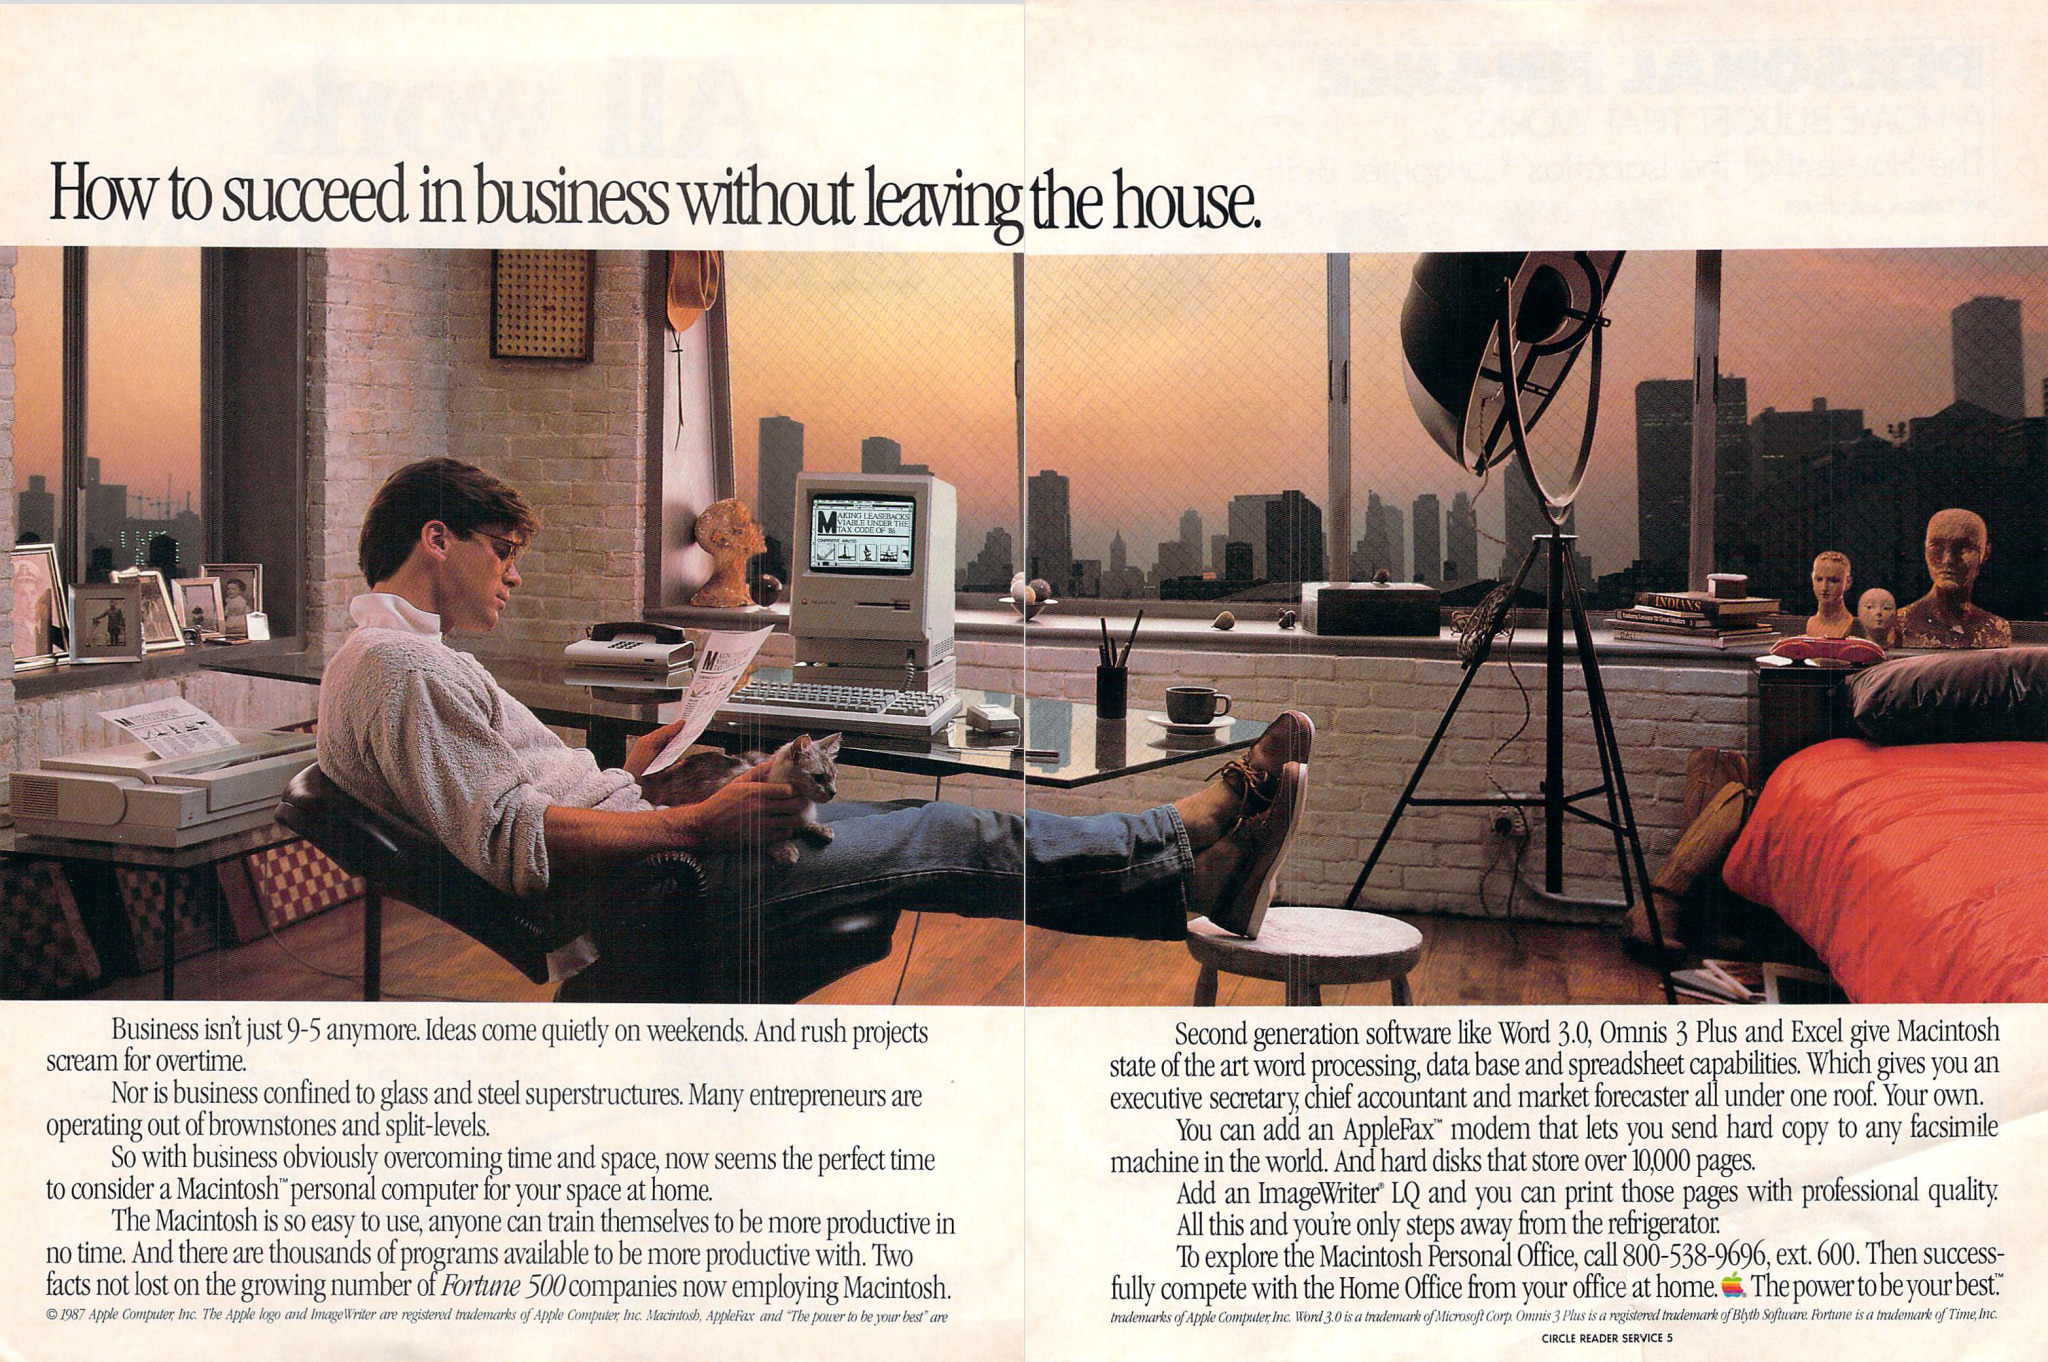 How to succeed in business without leaving the house.
MAKING LEASEBACKS
VIABLE UNDER THE
TAX CODE OF '86
COMPARATIVE ANALYSIS
INDIANS
Business isn't just 9-5 anymore. Ideas come quietly on weekends. And rush projects
scream for overtime.
Nor is business confined to glass and steel superstructures. Many entrepreneurs are
operating out of brownstones and split-levels.
So with business obviously overcoming time and space, now seems the perfect time
to consider a Macintosh™ personal computer for your space at home.
The Macintosh is so easy to use, anyone can train themselves to be more productive in
no time. And there are thousands of programs available to be more productive with. Two
facts not lost on the growing number of Fortune 500 companies now employing Macintosh.
© 1987 Apple Computer, Inc. The Apple logo and ImageWriter are registered trademarks of Apple Computer, Inc. Macintosh, AppleFax and "The power to be your best" are
Second generation software like Word 3.0, Omnis 3 Plus and Excel give Macintosh
state of the art word processing, data base and spreadsheet capabilities. Which gives you an
executive secretary, chief accountant and market forecaster all under one roof. Your own.
You can add an AppleFax™ modem that lets you send hard copy to any facsimile
machine in the world. And hard disks that store over 10,000 pages.
Add an ImageWriter® LQ and you can print those pages with professional quality.
All this and you're only steps away from the refrigerator.
To explore the Macintosh Personal Office, call 800-538-9696, ext. 600. Then success-
fully compete with the Home Office from your office at home. The power to be your best.™
trademarks of Apple Computer, Inc. Word 3.0 is a trademark of Microsoft Corp. Omnis 3 Plus is a registered trademark of Blyth Software. Fortune is a trademark of Time, Inc.
CIRCLE READER SERVICE 5